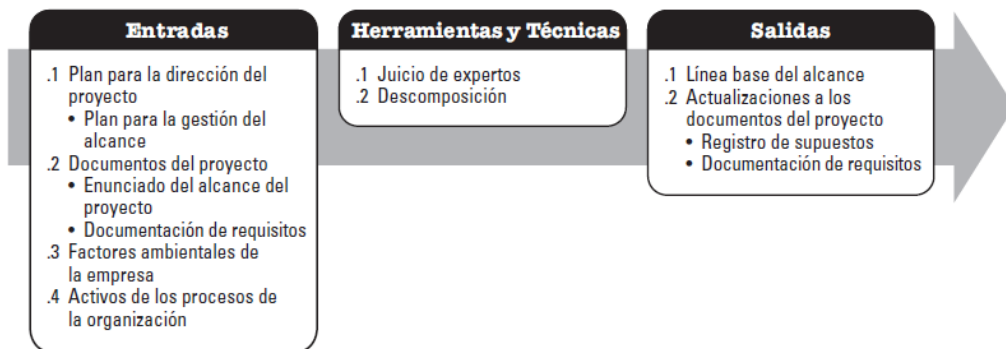 Entradas
.1 Plan para la dirección del
proyecto
• Plan para la gestión del
alcance
.2 Documentos del proyecto
• Enunciado del alcance del
proyecto
• Documentación de requisitos
.3 Factores ambientales de
la empresa
.4 Activos de los procesos de
la organización
Herramientas y Técnicas
.1 Juicio de expertos
.2 Descomposición
Salidas
.1 Línea base del alcance
.2 Actualizaciones a los
documentos del proyecto
• Registro de supuestos
• Documentación de requisitos